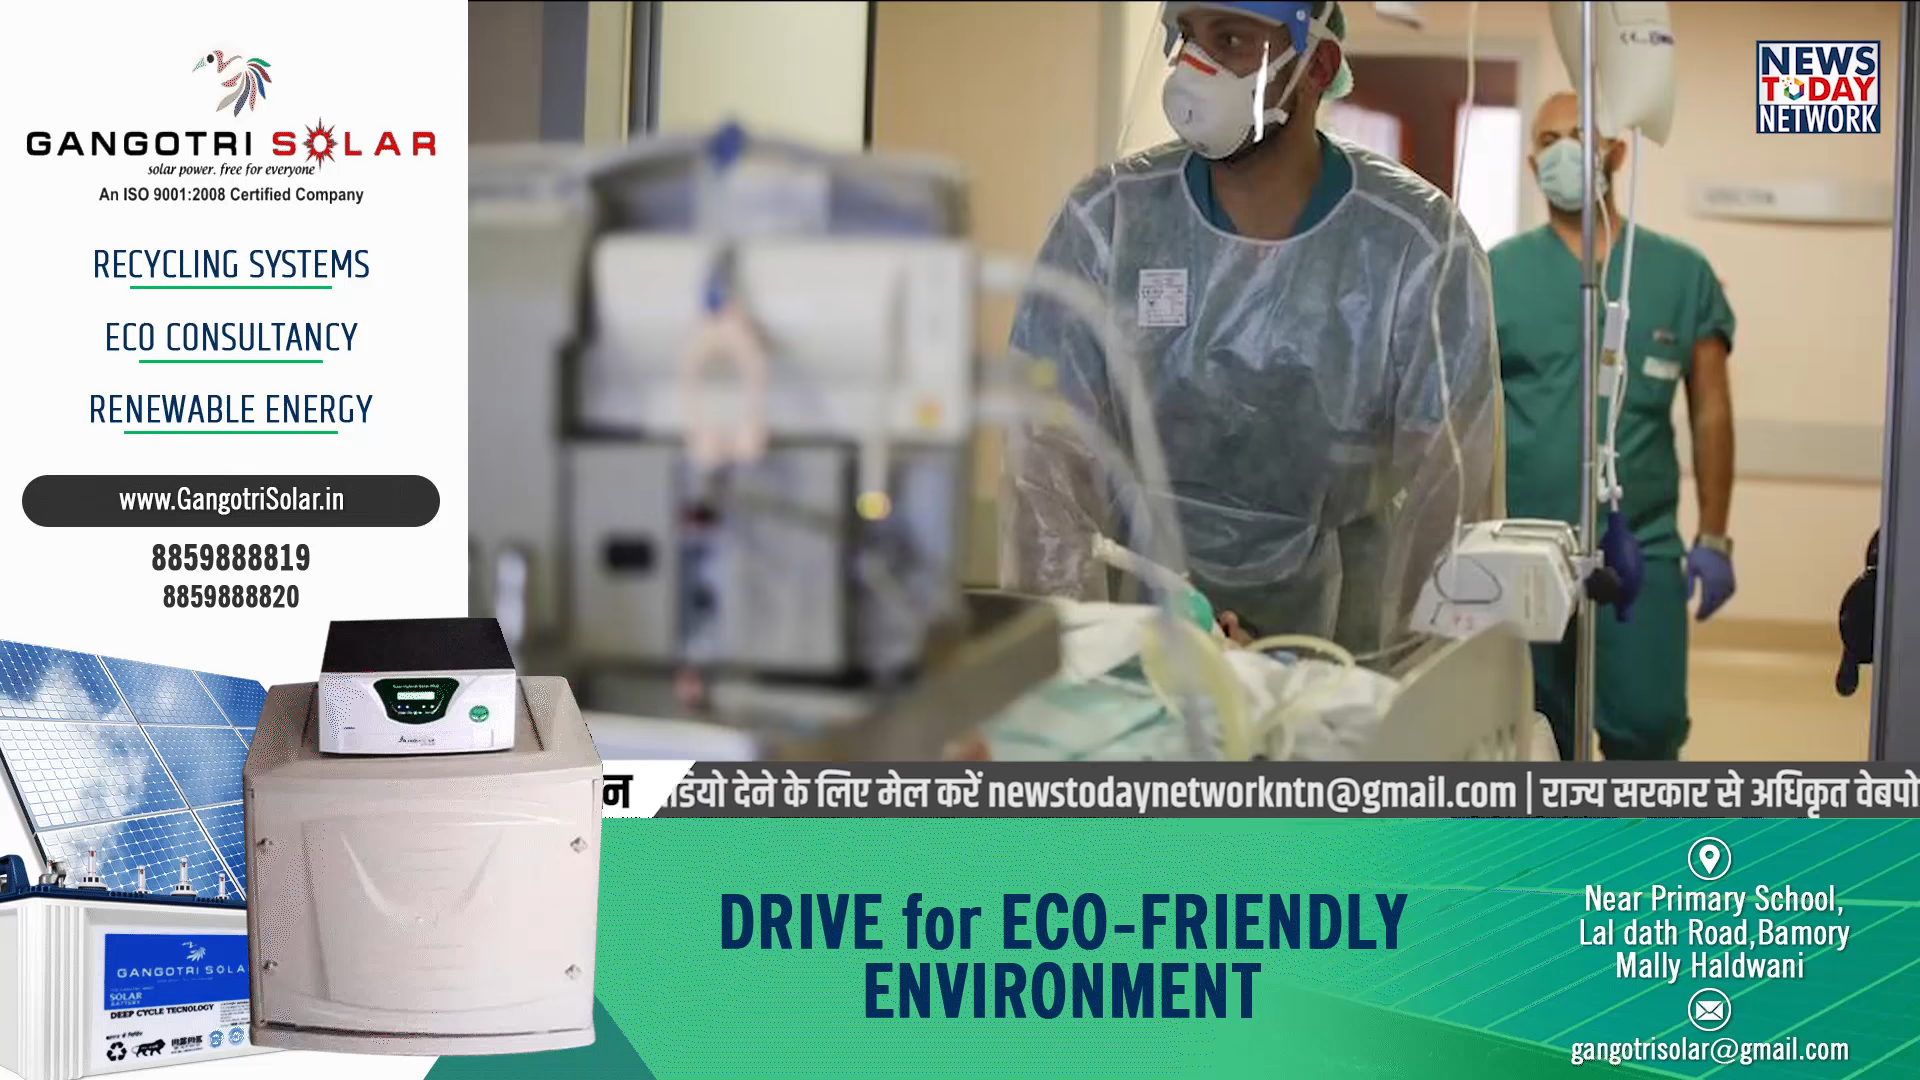 GANGOTRI SOLAR
solar power. free for everyone
An ISO 9001:2008 Certified Company
RECYCLING SYSTEMS
ECO CONSULTANCY
RENEWABLE ENERGY
www.GangotriSolar.in
8859888819
8859888820
NEWS
TODAY
NETWORK
न
डियो देने के लिए मेल करें newstodaynetworkntn@gmail.com | राज्य सरकार से अधिकृत वेबपो
DRIVE for ECO-FRIENDLY
ENVIRONMENT
Near Primary School,
Lal dath Road,Bamory
Mally Haldwani
gangotrisolar@gmail.com
GANGOTRI SOLA
SOLAR
BATTERY
DEEP CYCLE TECNOLOGY